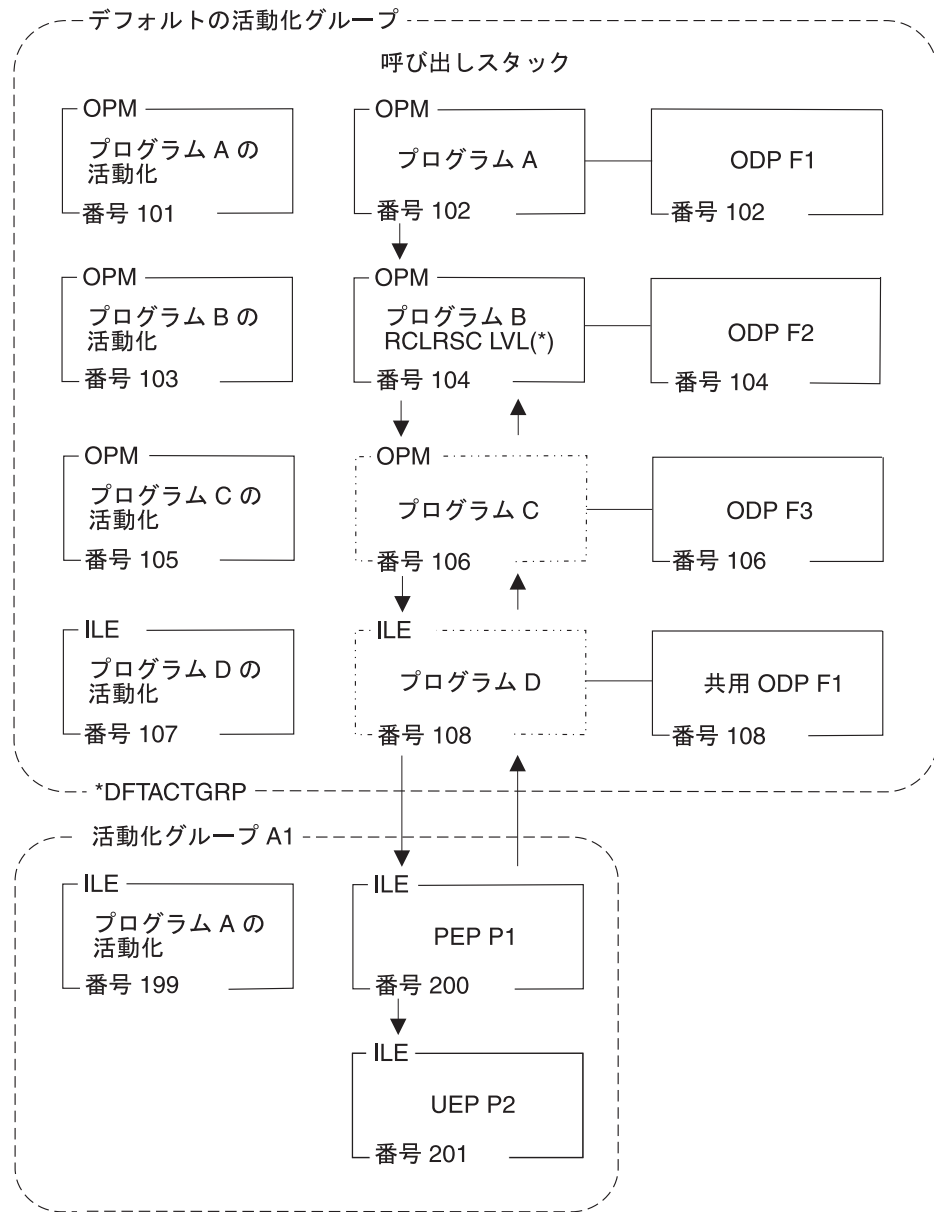 デフォルトの活動化グループ
呼び出しスタック
OPM
プログラム A の
活動化
番号 101
OPM
プログラム A
番号 102
ODP F1
番号 102
OPM
プログラム B の
活動化
番号 103
OPM
プログラム B
RCLRSC LVL(*)
番号 104
ODP F2
番号 104
OPM
プログラム C の
活動化
番号 105
OPM
プログラム C
番号 106
ODP F3
番号 106
ILE
プログラム D の
活動化
番号 107
ILE
プログラム D
番号 108
共用 ODP F1
番号 108
*DFTACTGRP
活動化グループ A1
ILE
プログラム A の
活動化
番号 199
ILE
PEP P1
番号 200
ILE
UEP P2
番号 201